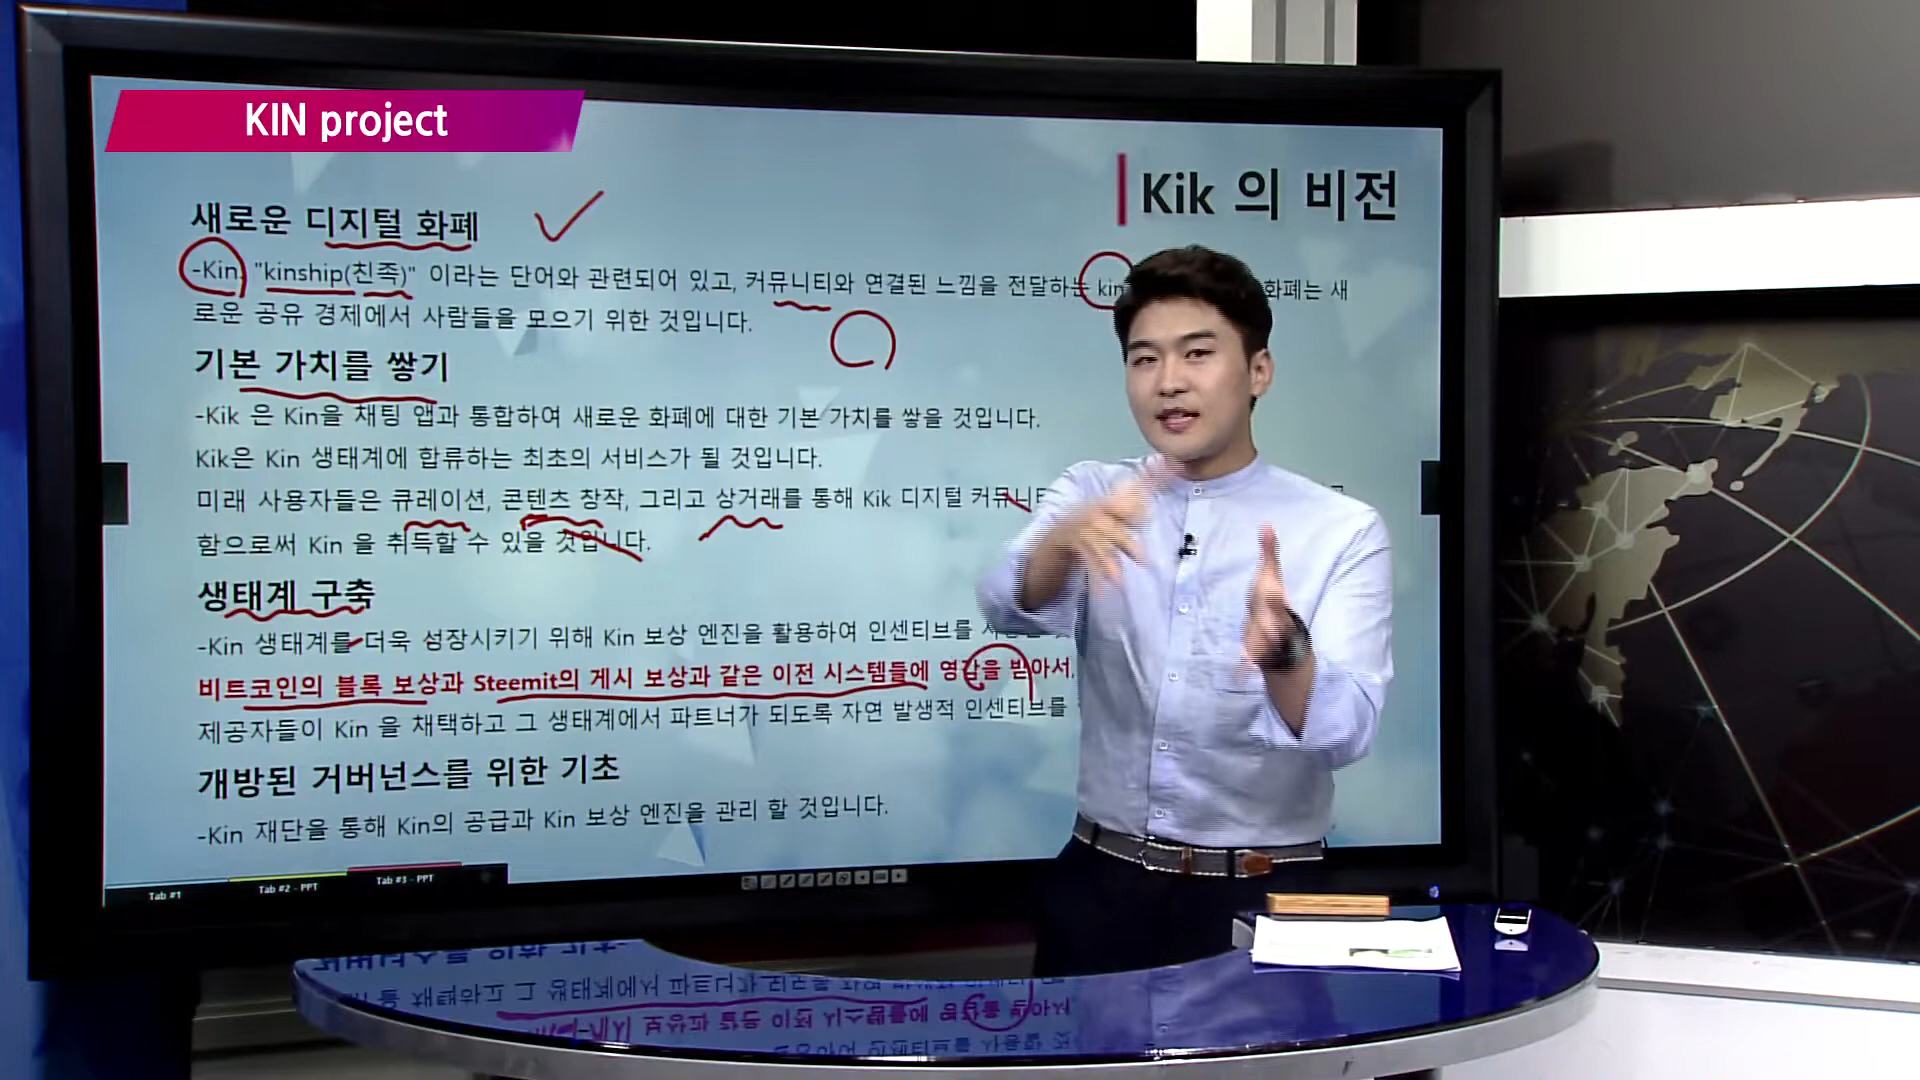 KIN project
Kik 의 비전
새로운 디지털 화폐
-Kin, "kinship(친족)" 이라는 단어와 관련되어 있고, 커뮤니티와 연결된 느낌을 전달하는 kin 화폐는 새
로운 공유 경제에서 사람들을 모으기 위한 것입니다.
기본 가치를 쌓기
-Kik 은 Kin을 채팅 앱과 통합하여 새로운 화폐에 대한 기본 가치를 쌓을 것입니다.
Kik은 Kin 생태계에 합류하는 최초의 서비스가 될 것입니다.
미래 사용자들은 큐레이션, 콘텐츠 창작, 그리고 상거래를 통해 Kik 디지털 커뮤니티
함으로써 Kin 을 취득할 수 있을 것입니다.
생태계 구축
-Kin 생태계를 더욱 성장시키기 위해 Kin 보상 엔진을 활용하여 인센티브를
비트코인의 블록 보상과 Steemit의 게시 보상과 같은 이전 시스템들에 영감을 받아서,
제공자들이 Kin 을 채택하고 그 생태계에서 파트너가 되도록 자연 발생적 인센티브를
개방된 거버넌스를 위한 기초
-Kin 재단을 통해 Kin의 공급과 Kin 보상 엔진을 관리 할 것입니다.
Tab #1
Tab #2 - PPT
Tab #3 - PPT